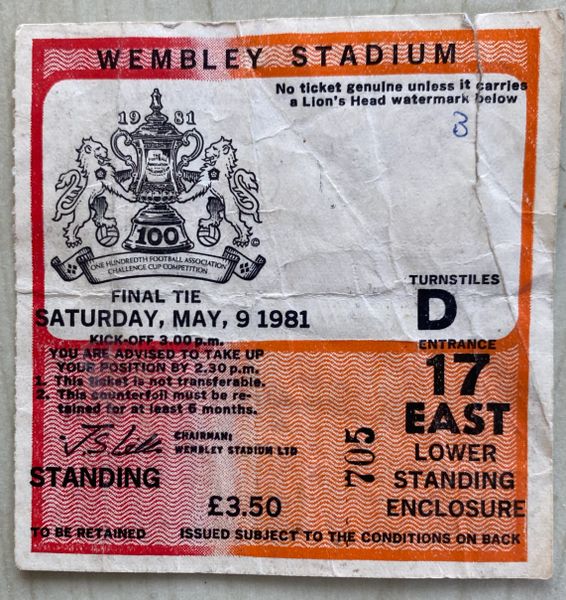 WEMBLEY STADIUM
No ticket genuine unless it carries
a Lion's Head watermark below
B
1981
100
ONE HUNDREDTH FOOTBALL ASSOCIATION
CHALLENGE CUP COMPETITION
©
FINAL TIE
SATURDAY, MAY, 9 1981
KICK-OFF 3.00 p.m.
YOU ARE ADVISED TO TAKE UP
YOUR POSITION BY 2.30 p.m.
1. This ticket is not transferable.
2. This counterfoil must be re-
tained for at least 6 months.
CHAIRMAN:
WEMBLEY STADIUM LTD
STANDING
£3.50
TURNSTILES
D
ENTRANCE
17
EAST
LOWER
STANDING
ENCLOSURE
705
TO BE RETAINED ISSUED SUBJECT TO THE CONDITIONS ON BACK